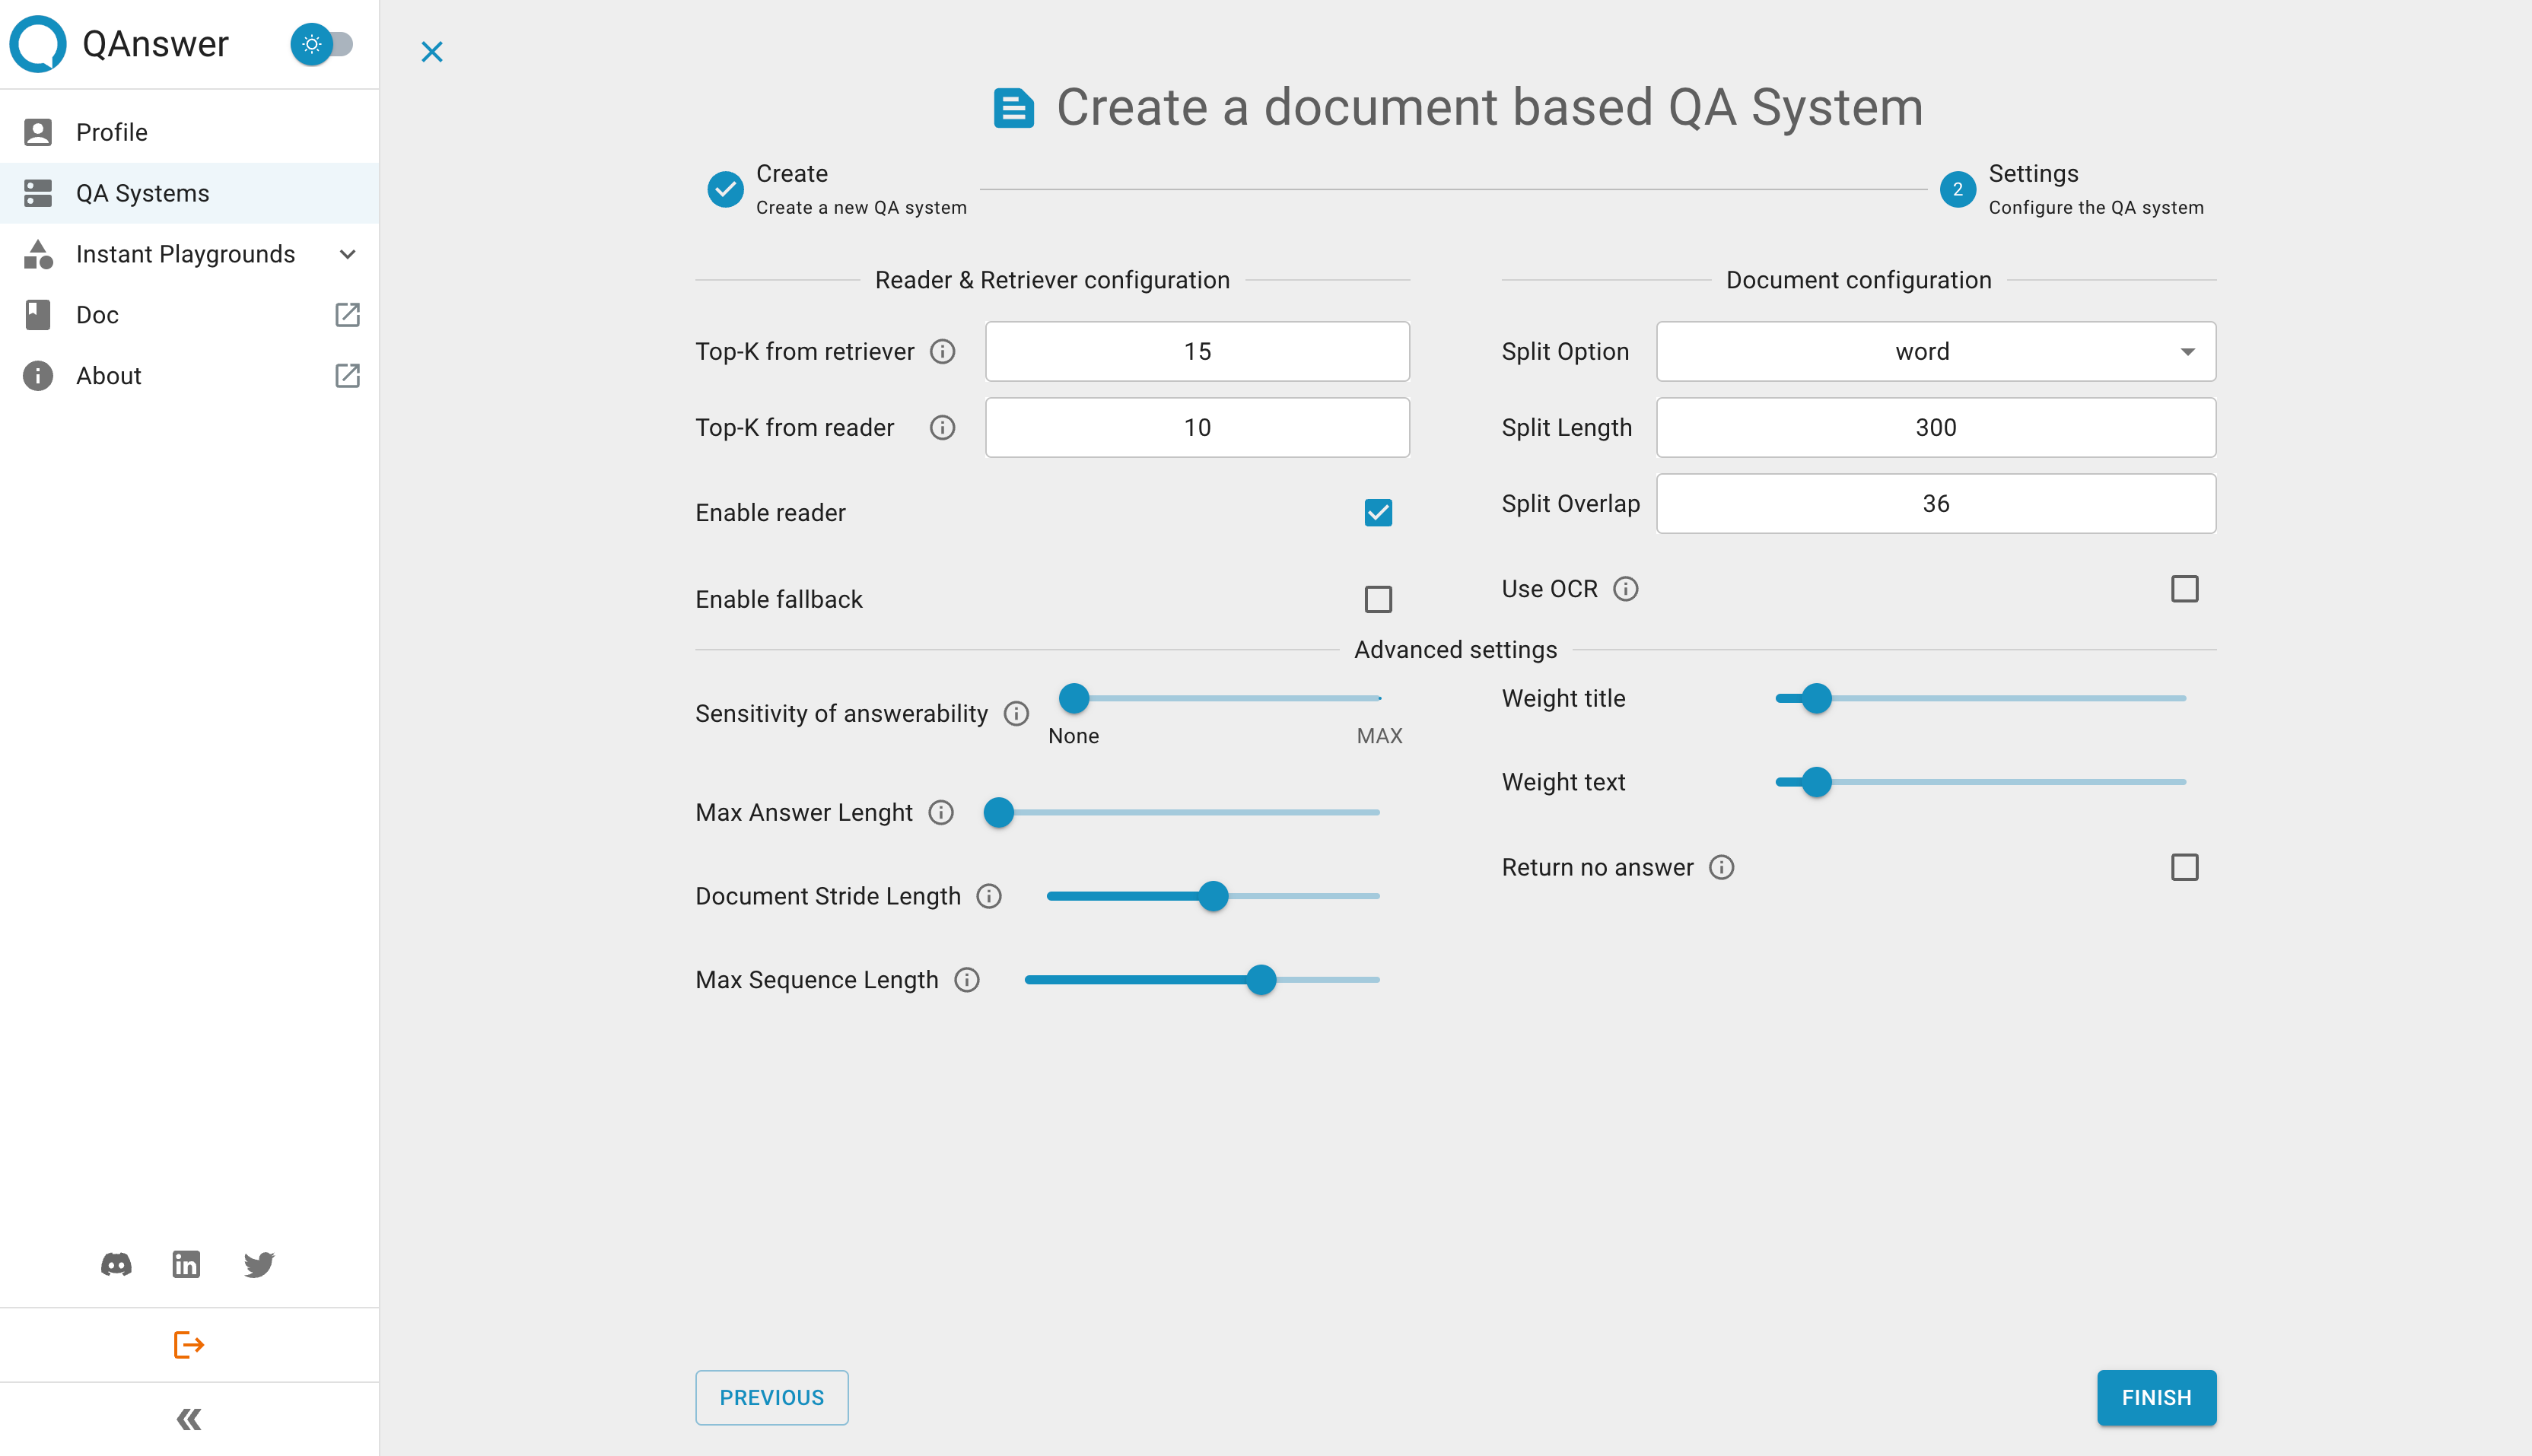 QAnswer
Profile
QA Systems
Instant Playgrounds
Doc
About
Create a document based QA System
Create
Create a new QA system
2
Settings
Configure the QA system
Reader & Retriever configuration
Top-K from retriever
15
Top-K from reader
10
Enable reader
Enable fallback
Document configuration
Split Option
word
Split Length
300
Split Overlap
36
Use OCR
Advanced settings
Sensitivity of answerability
None
MAX
Max Answer Lenght
Document Stride Length
Max Sequence Length
Weight title
Weight text
Return no answer
PREVIOUS
FINISH